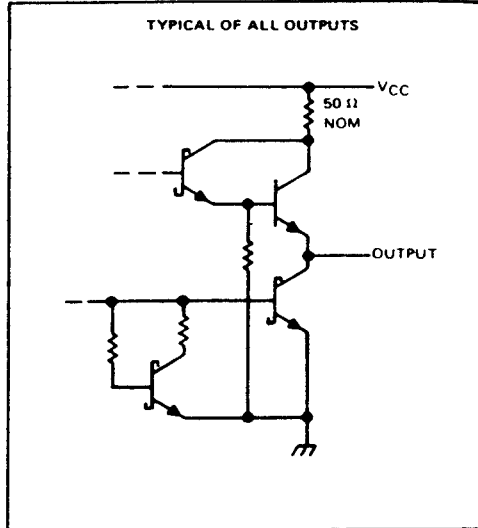 TYPICAL OF ALL OUTPUTS
VCC
50 Ω
NOM
OUTPUT